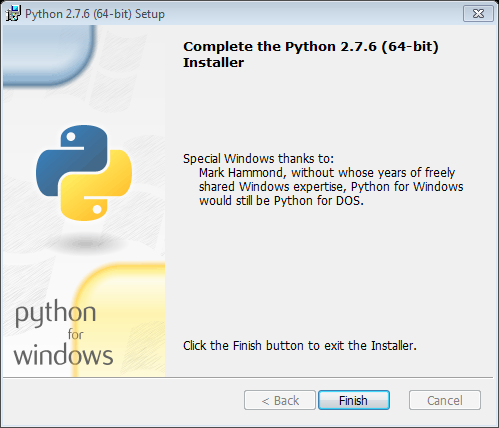 Python 2.7.6 (64-bit) Setup
Complete the Python 2.7.6 (64-bit)
Installer
Special Windows thanks to:
Mark Hammond, without whose years of freely
shared Windows expertise, Python for Windows
would still be Python for DOS.
python
for
windows
Click the Finish button to exit the Installer.
< Back
Finish
Cancel